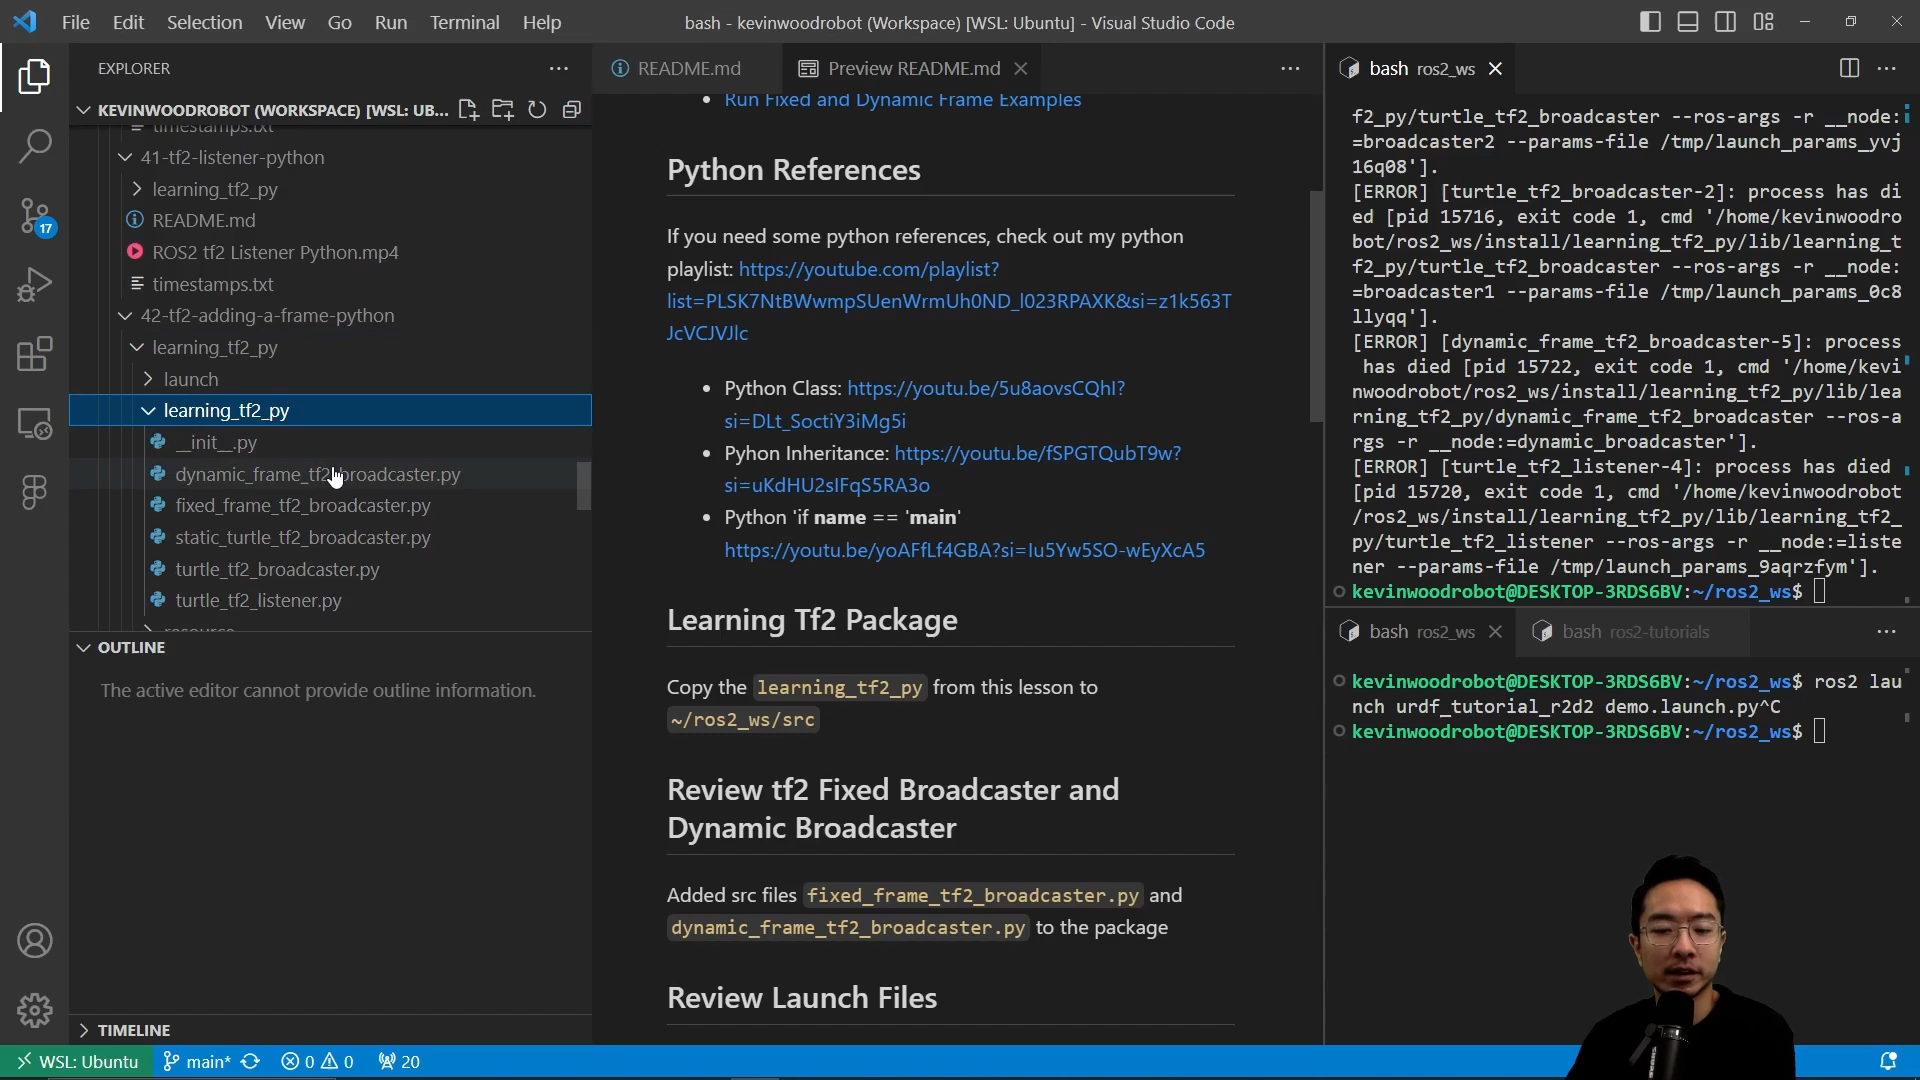 File Edit Selection View Go Run Terminal Help
bash - kevinwoodrobot (Workspace) [WSL: Ubuntu] - Visual Studio Code
EXPLORER
KEVINWOODROBOT (WORKSPACE) [WSL: UB...
timestamps.txt
41-tf2-listener-python
learning_tf2_py
README.md
ROS2 tf2 Listener Python.mp4
timestamps.txt
42-tf2-adding-a-frame-python
learning_tf2_py
launch
learning_tf2_py
__init__.py
dynamic_frame_tf2_broadcaster.py
fixed_frame_tf2_broadcaster.py
static_turtle_tf2_broadcaster.py
turtle_tf2_broadcaster.py
turtle_tf2_listener.py
resource
OUTLINE
The active editor cannot provide outline information.
TIMELINE
17
README.md
Preview README.md
Run Fixed and Dynamic Frame Examples
Python References
If you need some python references, check out my python
playlist: https://youtube.com/playlist?
list=PLSK7NtBWwmpSUenWrmUh0ND_l023RPAXK&si=z1k563T
JcVCJVJlc
• Python Class: https://youtu.be/5u8aovsCQhI?
si=DLt_SoctiY3iMg5i
• Pyhon Inheritance: https://youtu.be/fSPGTQubT9w?
si=uKdHU2sIFqS5RA3o
• Python 'if name == 'main'
https://youtu.be/yoAFfLf4GBA?si=Iu5Yw5SO-wEyXcA5
Learning Tf2 Package
Copy the learning_tf2_py from this lesson to
~/ros2_ws/src
Review tf2 Fixed Broadcaster and
Dynamic Broadcaster
Added src files fixed_frame_tf2_broadcaster.py and
dynamic_frame_tf2_broadcaster.py to the package
Review Launch Files
bash ros2_ws
f2_py/turtle_tf2_broadcaster --ros-args -r __node:
=broadcaster2 --params-file /tmp/launch_params_yvj
16q08'].
[ERROR] [turtle_tf2_broadcaster-2]: process has di
ed [pid 15716, exit code 1, cmd '/home/kevinwoodro
bot/ros2_ws/install/learning_tf2_py/lib/learning_t
f2_py/turtle_tf2_broadcaster --ros-args -r __node:
=broadcaster1 --params-file /tmp/launch_params_0c8
llyqq'].
[ERROR] [dynamic_frame_tf2_broadcaster-5]: process
has died [pid 15722, exit code 1, cmd '/home/kevi
nwoodrobot/ros2_ws/install/learning_tf2_py/lib/lea
rning_tf2_py/dynamic_frame_tf2_broadcaster --ros-a
rgs -r __node:=dynamic_broadcaster'].
[ERROR] [turtle_tf2_listener-4]: process has died
[pid 15720, exit code 1, cmd '/home/kevinwoodrobot
/ros2_ws/install/learning_tf2_py/lib/learning_tf2_
py/turtle_tf2_listener --ros-args -r __node:=liste
ner --params-file /tmp/launch_params_9aqrzfym'].
kevinwoodrobot@DESKTOP-3RDS6BV:~/ros2_ws$
bash ros2_ws
bash ros2-tutorials
kevinwoodrobot@DESKTOP-3RDS6BV:~/ros2_ws$ ros2 lau
nch urdf_tutorial_r2d2 demo.launch.py^C
kevinwoodrobot@DESKTOP-3RDS6BV:~/ros2_ws$
WSL: Ubuntu main* 0 0 20